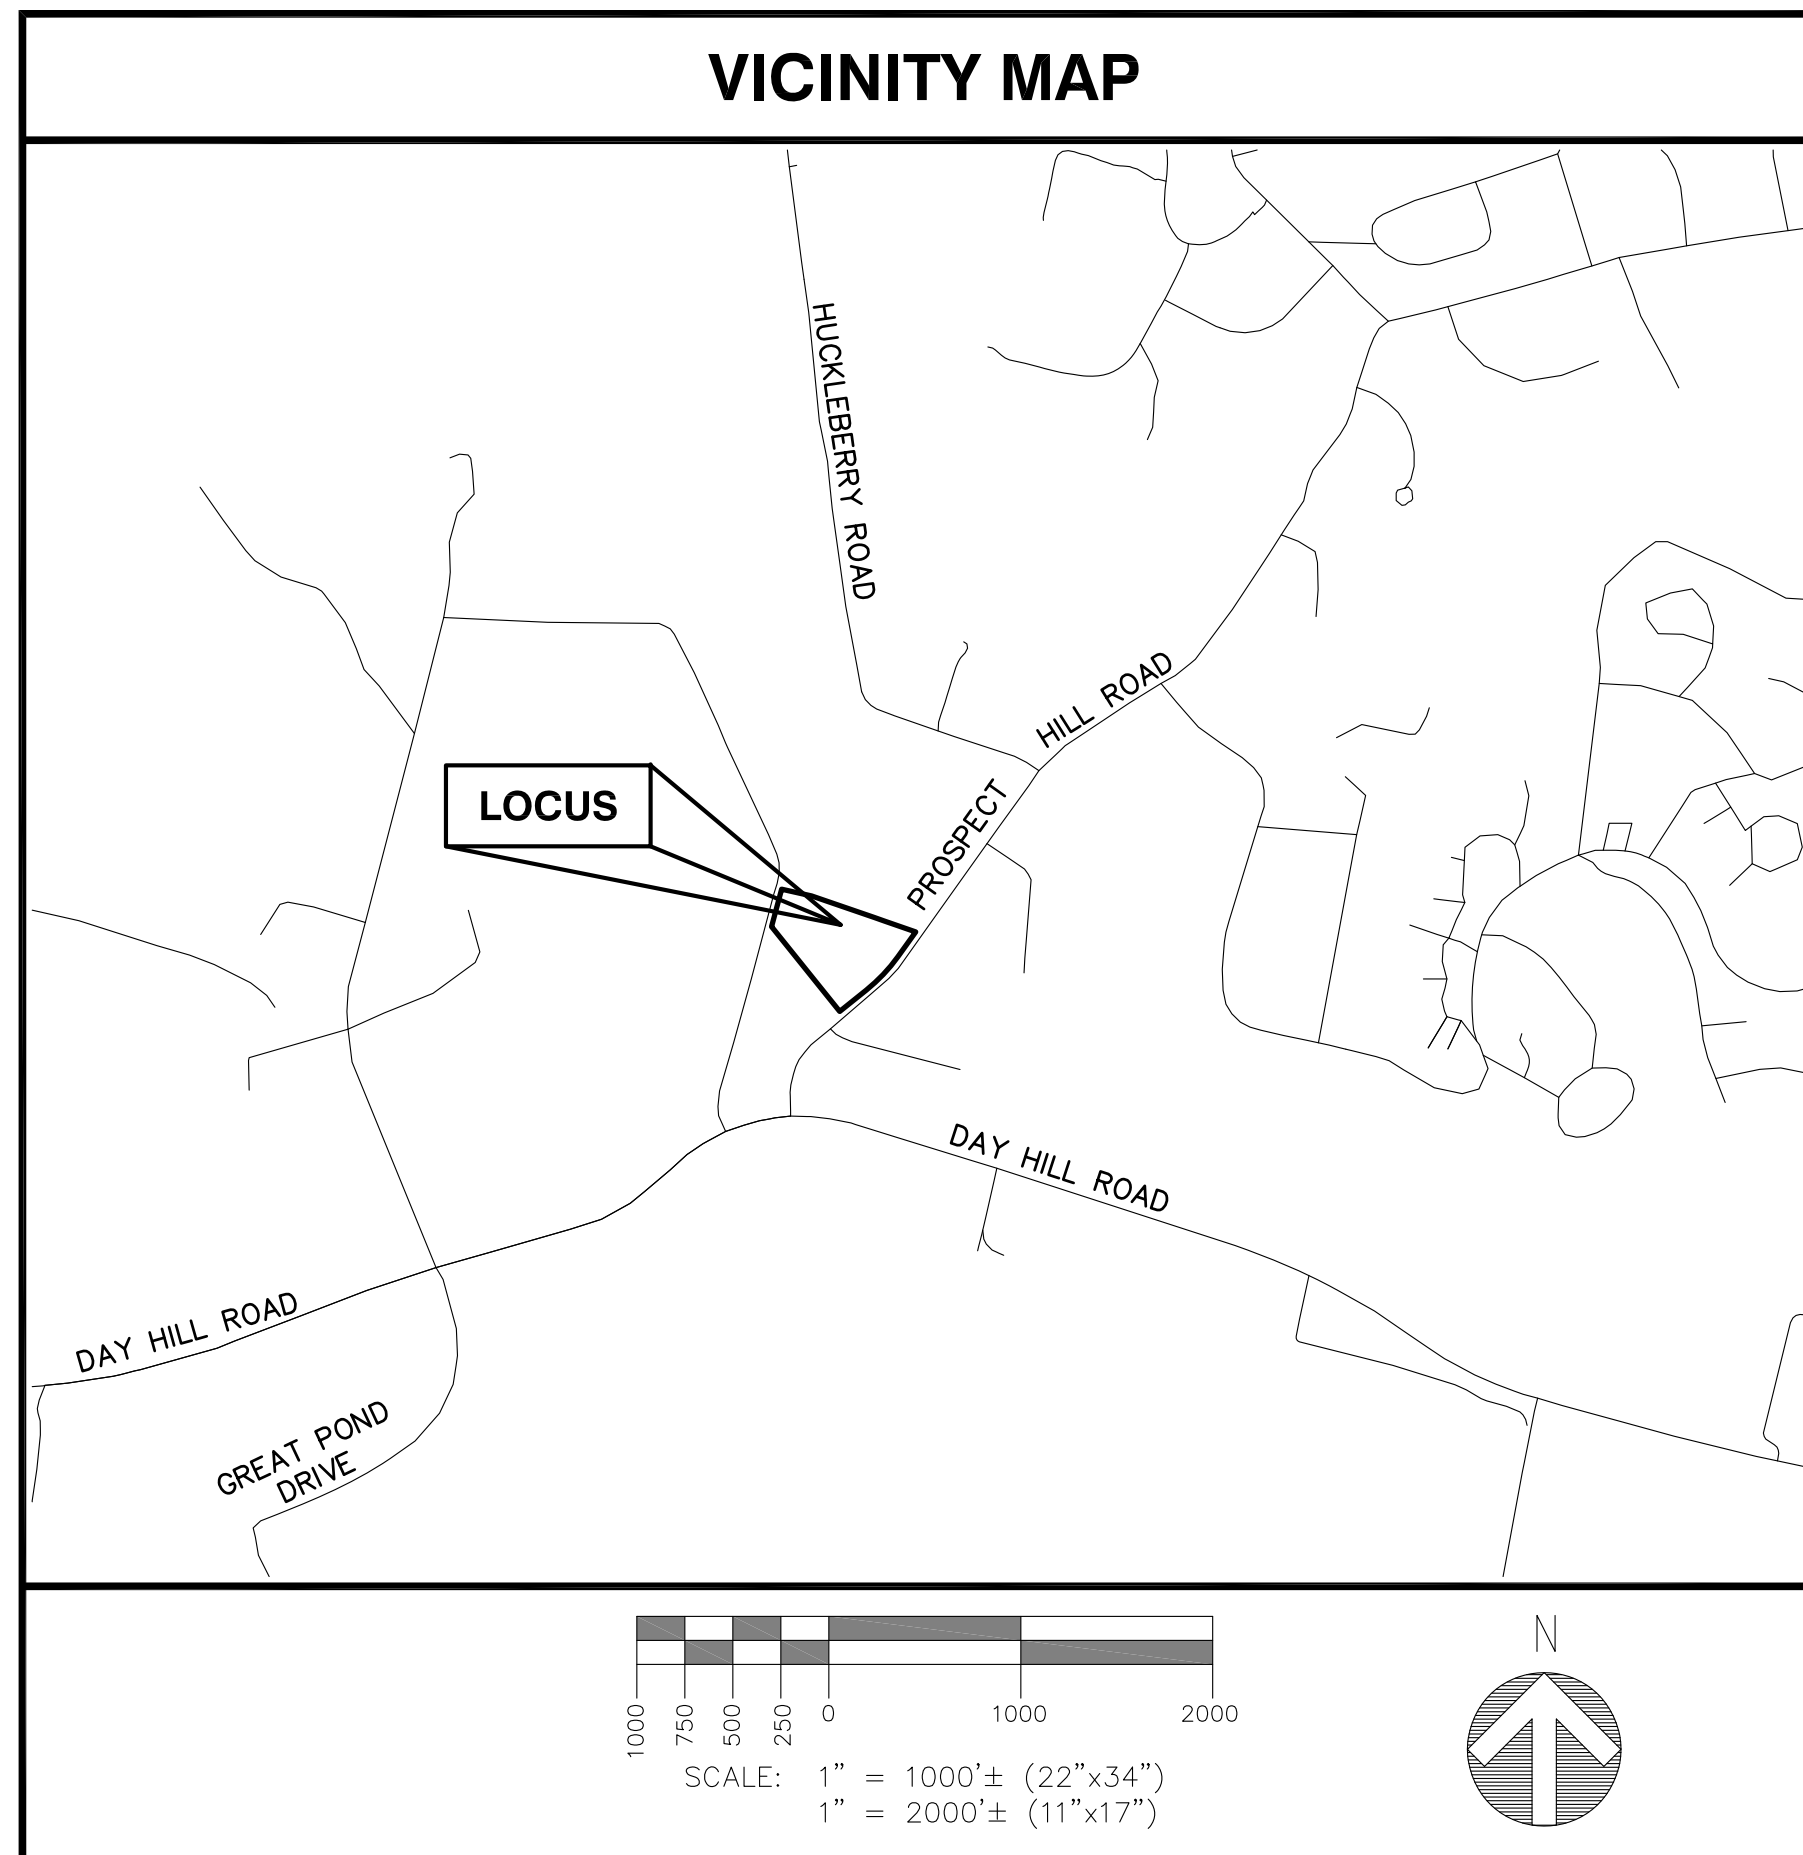 VICINITY MAP
HUCKLEBERRY ROAD
HILL ROAD
PROSPECT
LOCUS
DAY HILL ROAD
DAY HILL ROAD
GREAT POND
DRIVE
N
1000 750 500 250 0 1000 2000
SCALE: 1" = 1000'± (22"x34")
1" = 2000'± (11"x17")